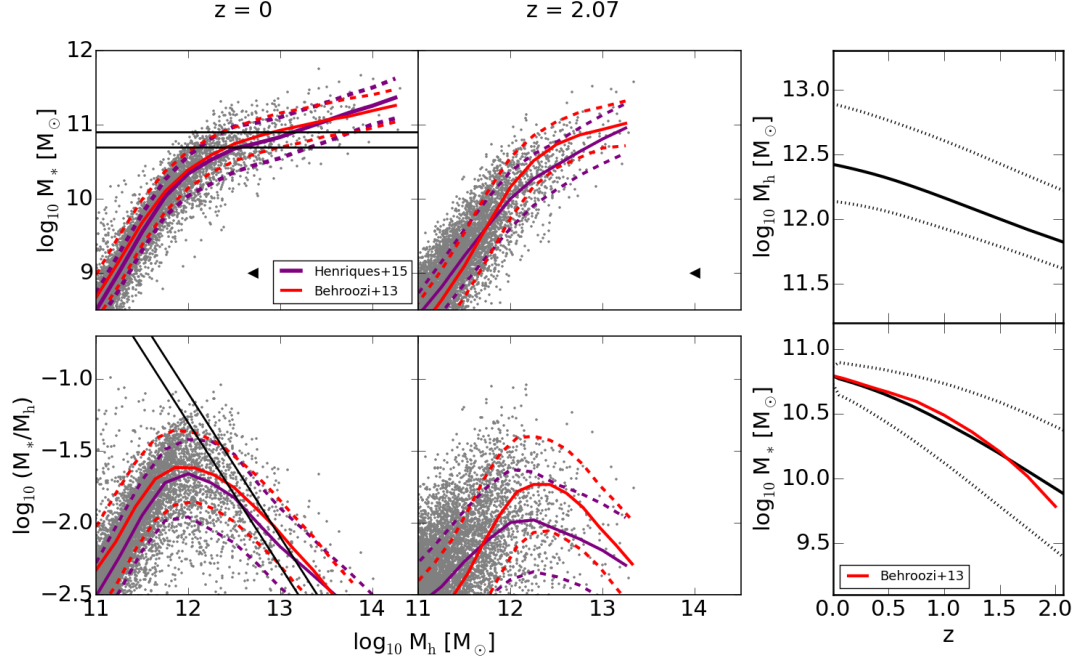 z = 0
z = 2.07
log₁₀ M* [M☉]
12
11
10
9
Henriques+15
Behroozi+13
log₁₀ (M*/Mₕ)
−1.0
−1.5
−2.0
−2.5
11
12
13
14
11
12
13
14
log₁₀ Mₕ [M☉]
log₁₀ Mₕ [M☉]
13.0
12.5
12.0
11.5
log₁₀ M* [M☉]
11.0
10.5
10.0
9.5
Behroozi+13
0.0
0.5
1.0
1.5
2.0
z